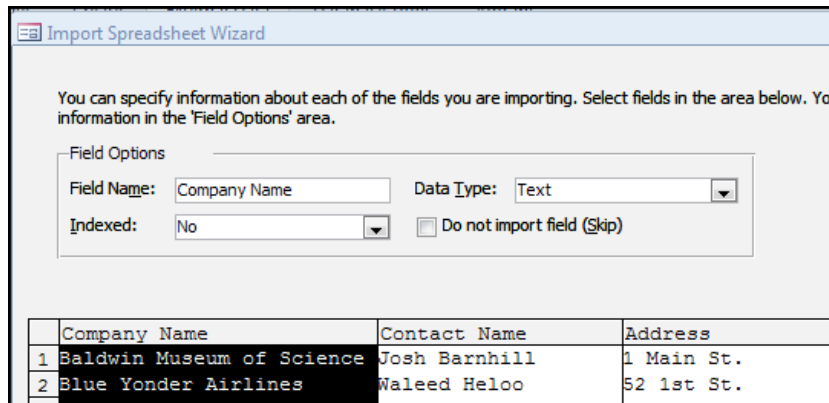 Import Spreadsheet Wizard
You can specify information about each of the fields you are importing. Select fields in the area below. Yo
information in the 'Field Options' area.
Field Options
Field Name: Company Name Data Type: Text
Indexed: No Do not import field (Skip)
Company Name Contact Name Address
1 Baldwin Museum of Science Josh Barnhill 1 Main St.
2 Blue Yonder Airlines Waleed Heloo 52 1st St.